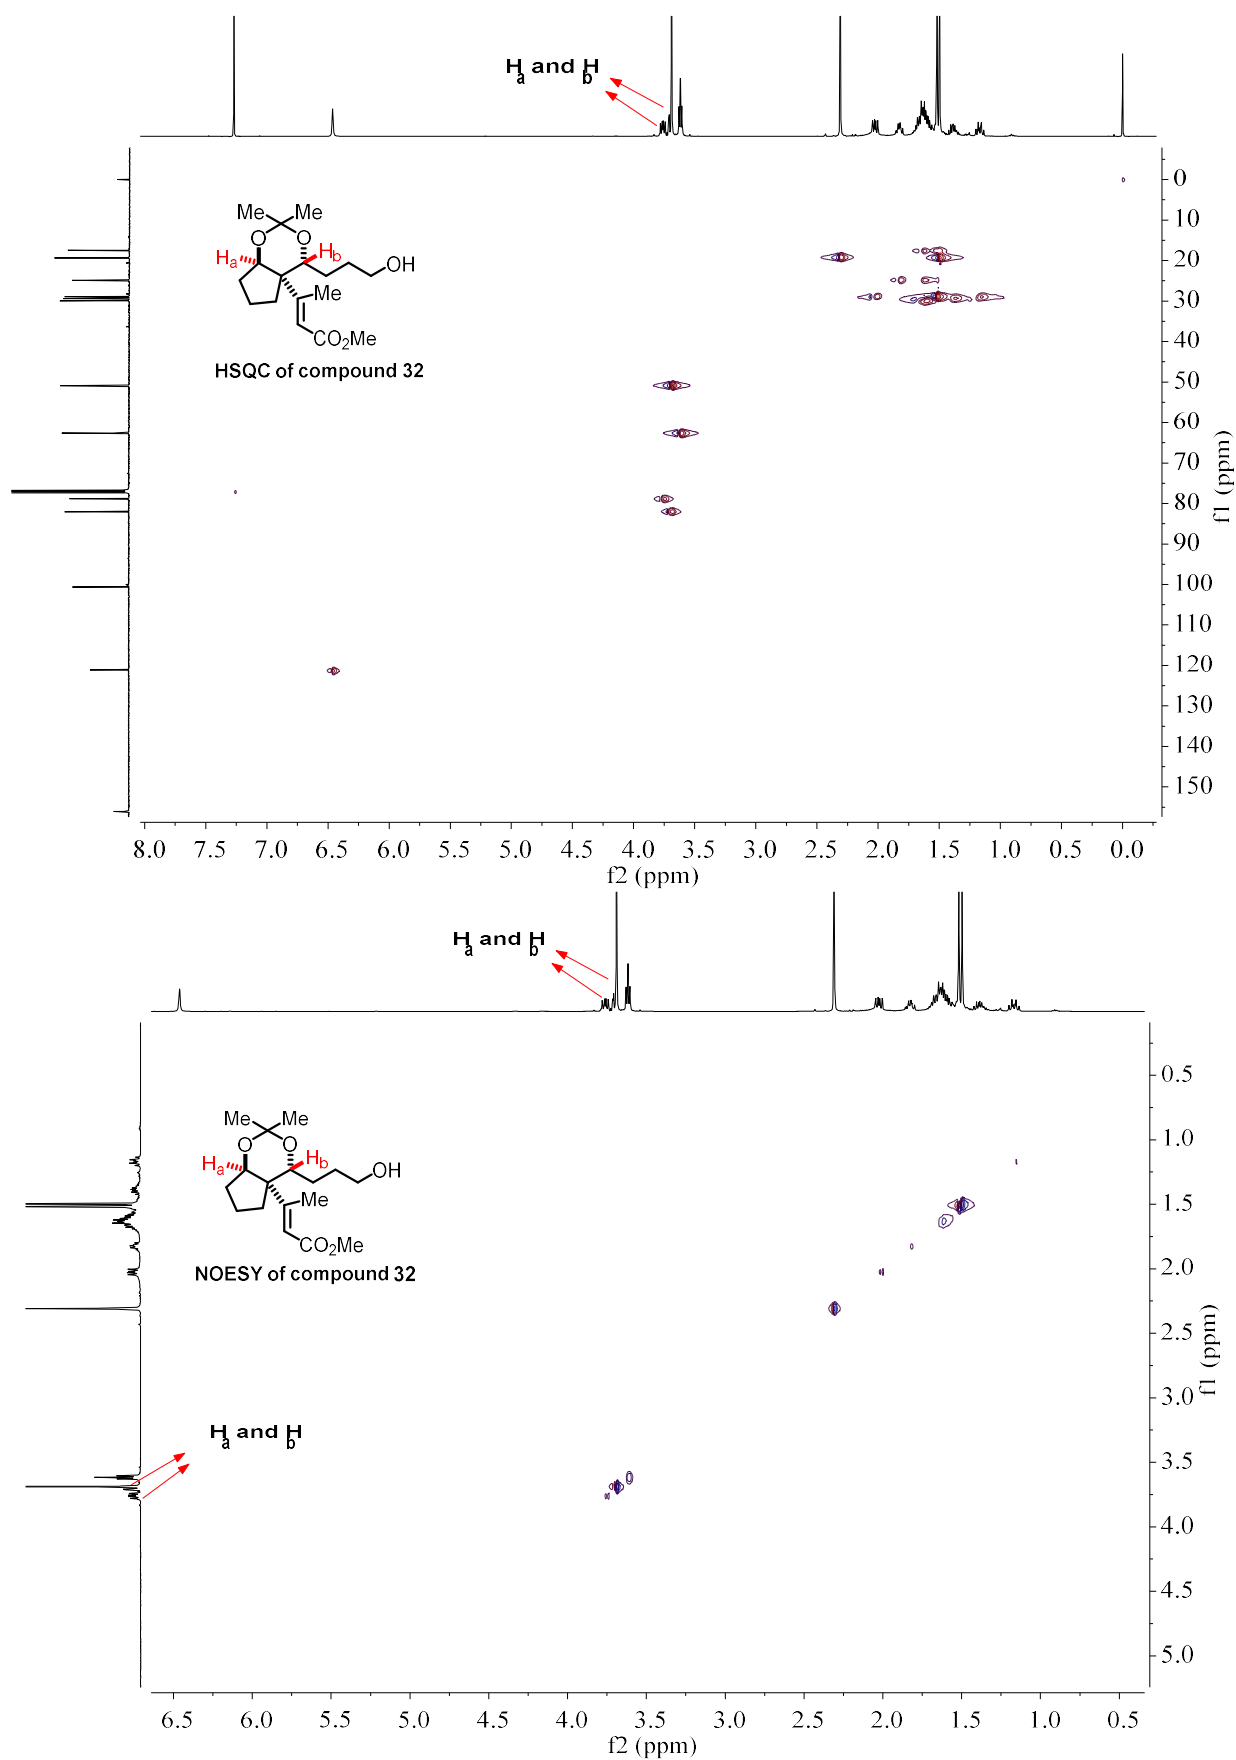 Ha and Hb
Me Me
O O
Ha Hb
OH
Me
CO2Me
HSQC of compound 32
0
10
20
30
40
50
60
70
80
90
100
110
120
130
140
150
f1 (ppm)
8.0 7.5 7.0 6.5 6.0 5.5 5.0 4.5 4.0 3.5 3.0 2.5 2.0 1.5 1.0 0.5 0.0
f2 (ppm)
Ha and Hb
Me Me
O O
Ha Hb
OH
Me
CO2Me
NOESY of compound 32
Ha and Hb
0.5
1.0
1.5
2.0
2.5
3.0
3.5
4.0
4.5
5.0
f1 (ppm)
6.5 6.0 5.5 5.0 4.5 4.0 3.5 3.0 2.5 2.0 1.5 1.0 0.5
f2 (ppm)